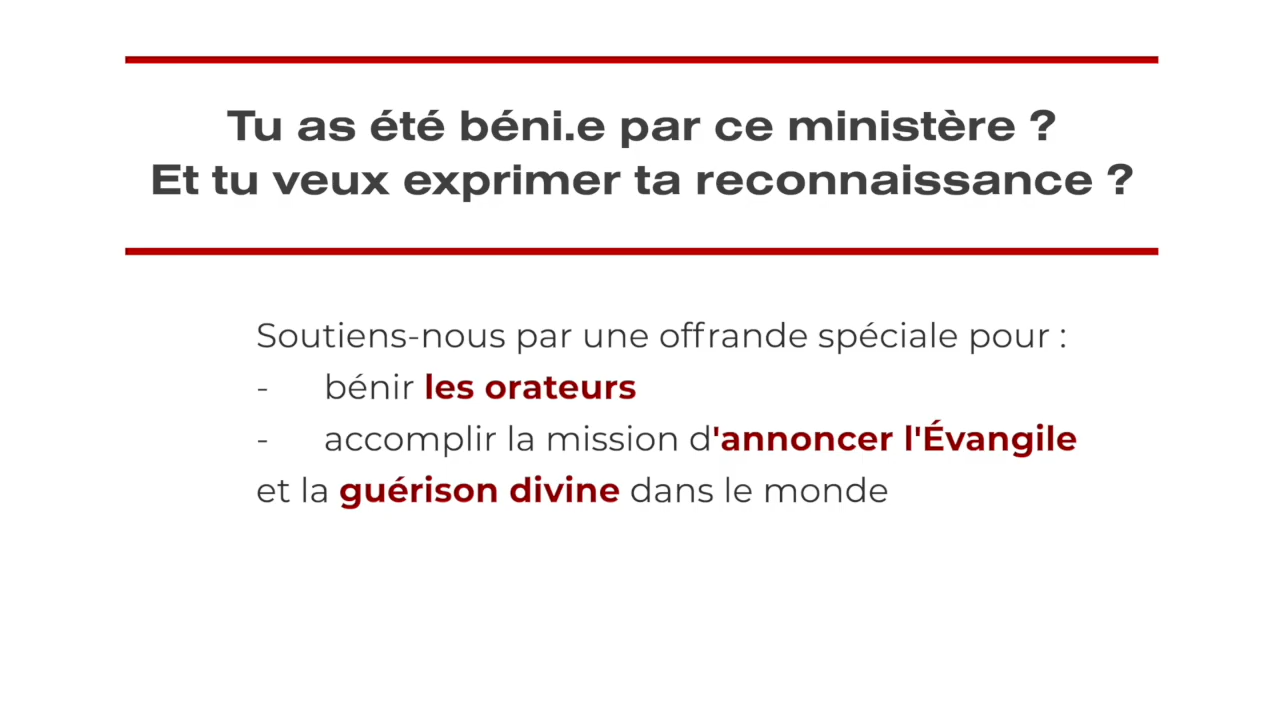 Tu as été béni.e par ce ministère ?
Et tu veux exprimer ta reconnaissance ?
Soutiens-nous par une offrande spéciale pour :
- bénir les orateurs
- accomplir la mission d'annoncer l'Évangile
et la guérison divine dans le monde